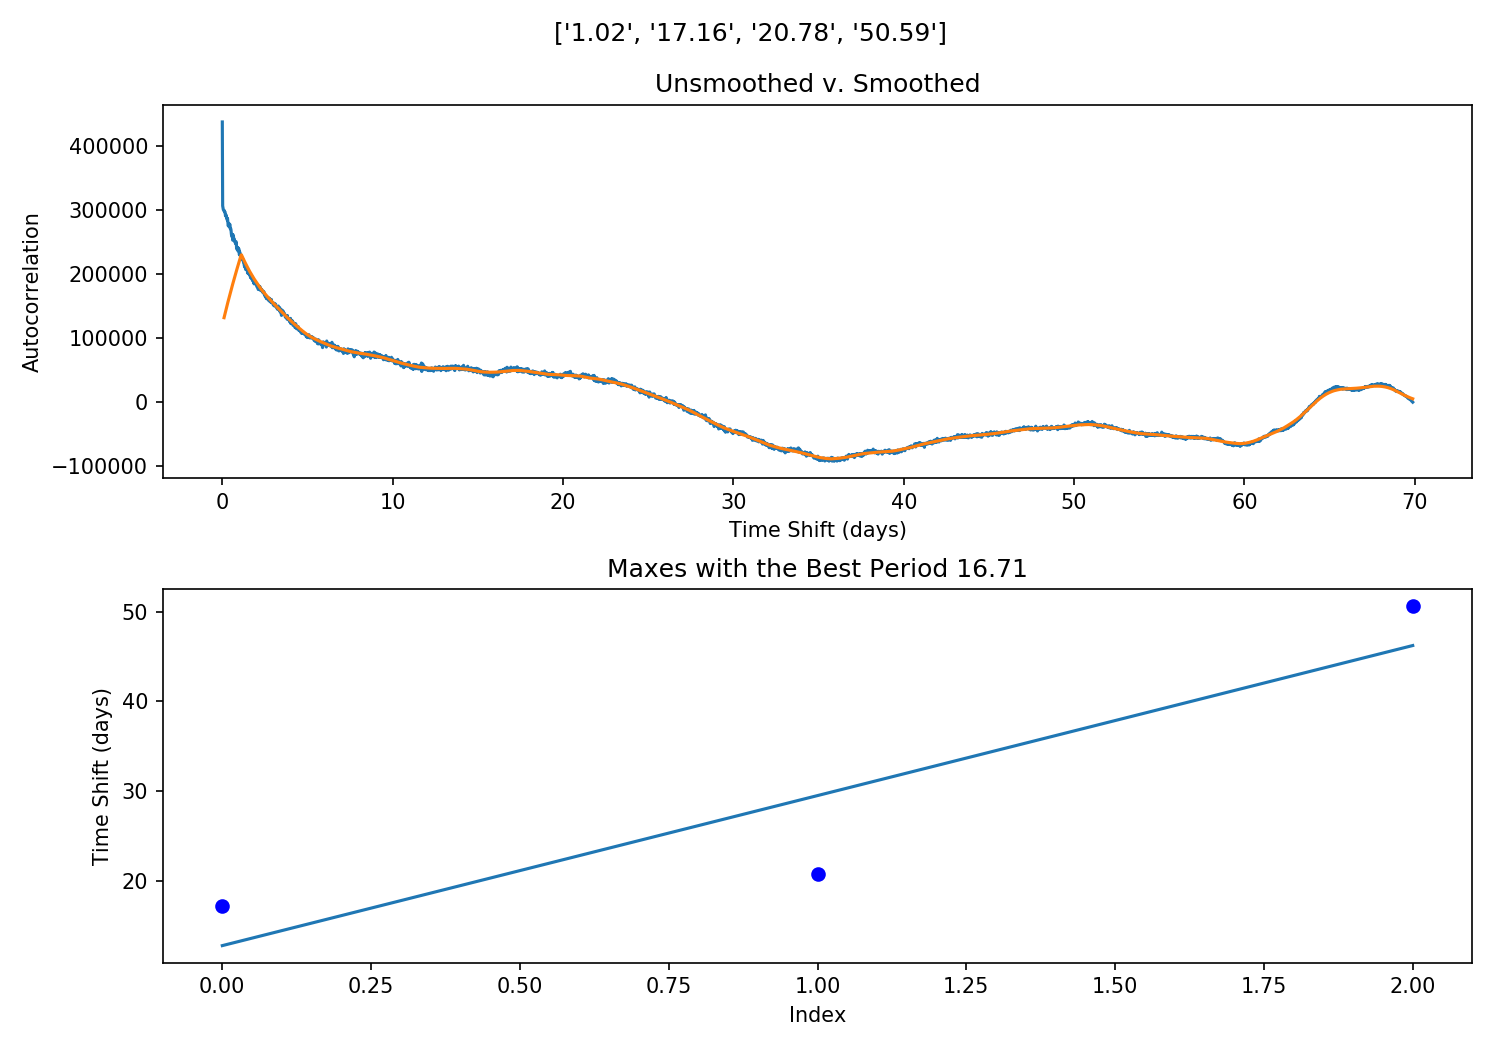 ['1.02', '17.16', '20.78', '50.59']
Unsmoothed v. Smoothed
Autocorrelation
400000
300000
200000
100000
0
−100000
0 10 20 30 40 50 60 70
Time Shift (days)
Maxes with the Best Period 16.71
Time Shift (days)
50
40
30
20
0.00 0.25 0.50 0.75 1.00 1.25 1.50 1.75 2.00
Index